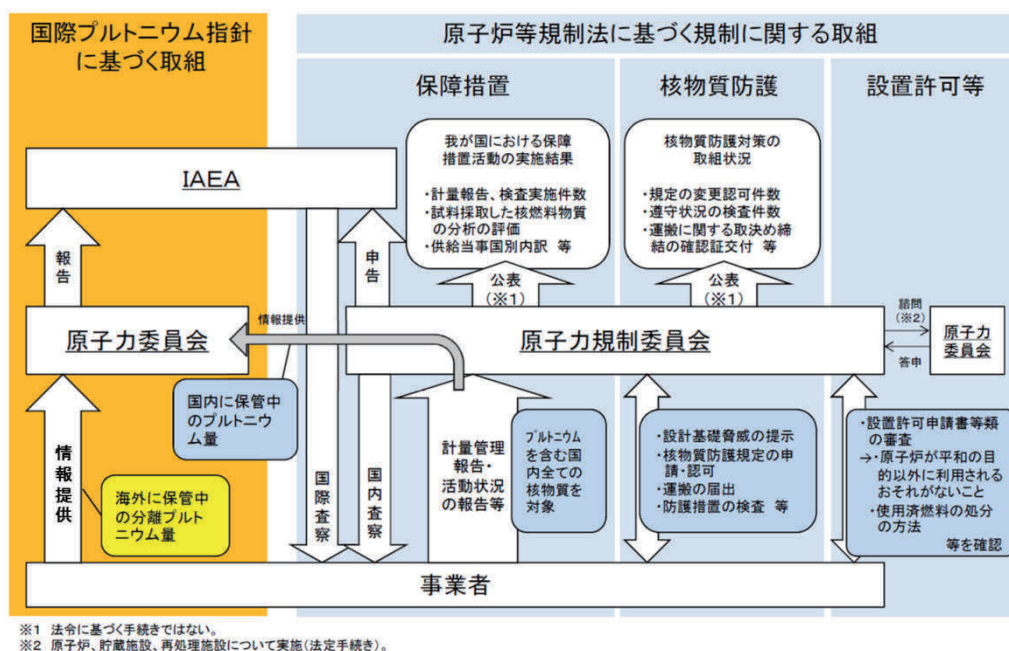 国際プルトニウム指針
に基づく取組
原子炉等規制法に基づく規制に関する取組
保障措置
核物質防護
設置許可等
我が国における保障
措置活動の実施結果
・計量報告、検査実施件数
・試料採取した核燃料物質
の分析の評価
・供給当事国別内訳 等
核物質防護対策の
取組状況
・規定の変更認可件数
・遵守状況の検査件数
・運搬に関する取決め締
結の確認証交付 等
IAEA
報告
申告
公表
(※1)
公表
(※1)
情報提供
原子力委員会
原子力規制委員会
諮問
(※2)
答申
原子力
委員会
国内に保管中
のプルトニウ
ム量
情報提供
海外に保管中
の分離プルト
ニウム量
国際査察
国内査察
計量管理
報告・
活動状況
の報告等
プルトニウム
を含む国
内全ての
核物質を
対象
・設計基礎脅威の提示
・核物質防護規定の申
請・認可
・運搬の届出
・防護措置の検査 等
・設置許可申請書等類
の審査
→・原子炉が平和の目
的以外に利用される
おそれがないこと
・使用済燃料の処分
の方法
等を確認
事業者
※1 法令に基づく手続きではない。
※2 原子炉、貯蔵施設、再処理施設について実施(法定手続き)。